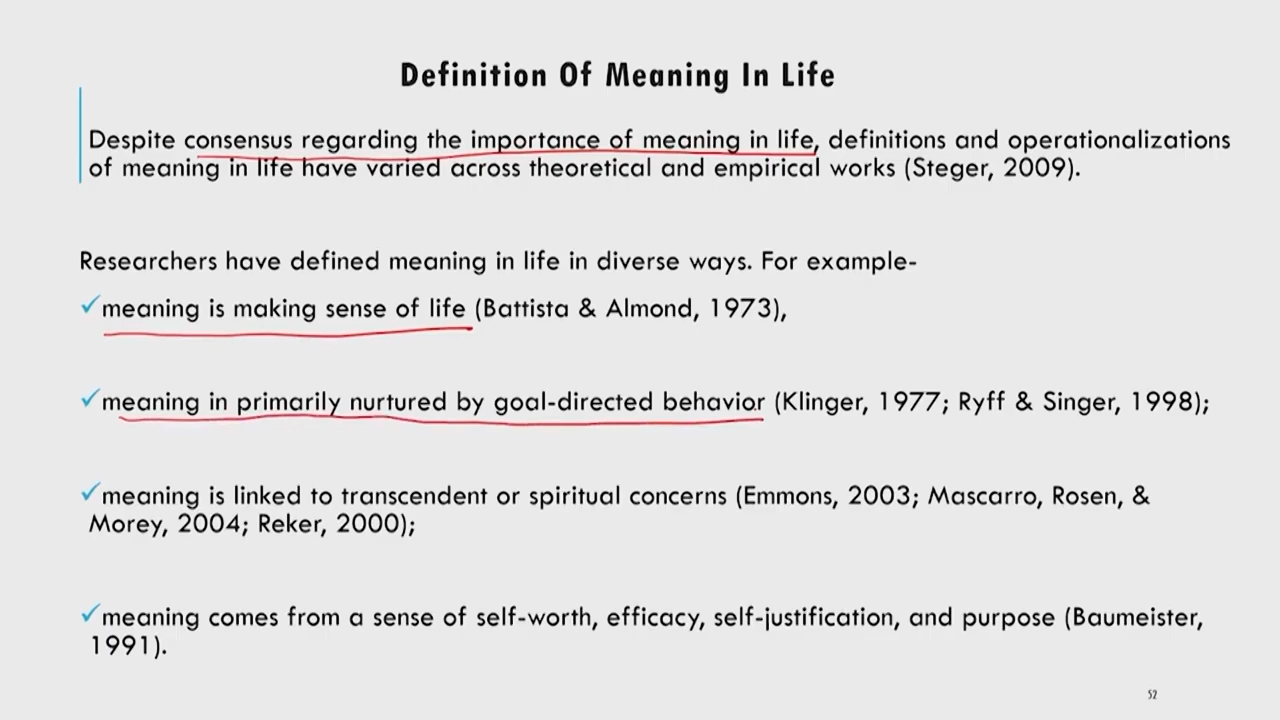 Definition Of Meaning In Life
Despite consensus regarding the importance of meaning in life, definitions and operationalizations
of meaning in life have varied across theoretical and empirical works (Steger, 2009).
Researchers have defined meaning in life in diverse ways. For example-
✓meaning is making sense of life (Battista & Almond, 1973),
✓meaning in primarily nurtured by goal-directed behavior (Klinger, 1977; Ryff & Singer, 1998);
✓meaning is linked to transcendent or spiritual concerns (Emmons, 2003; Mascarro, Rosen, &
Morey, 2004; Reker, 2000);
✓meaning comes from a sense of self-worth, efficacy, self-justification, and purpose (Baumeister,
1991).
52